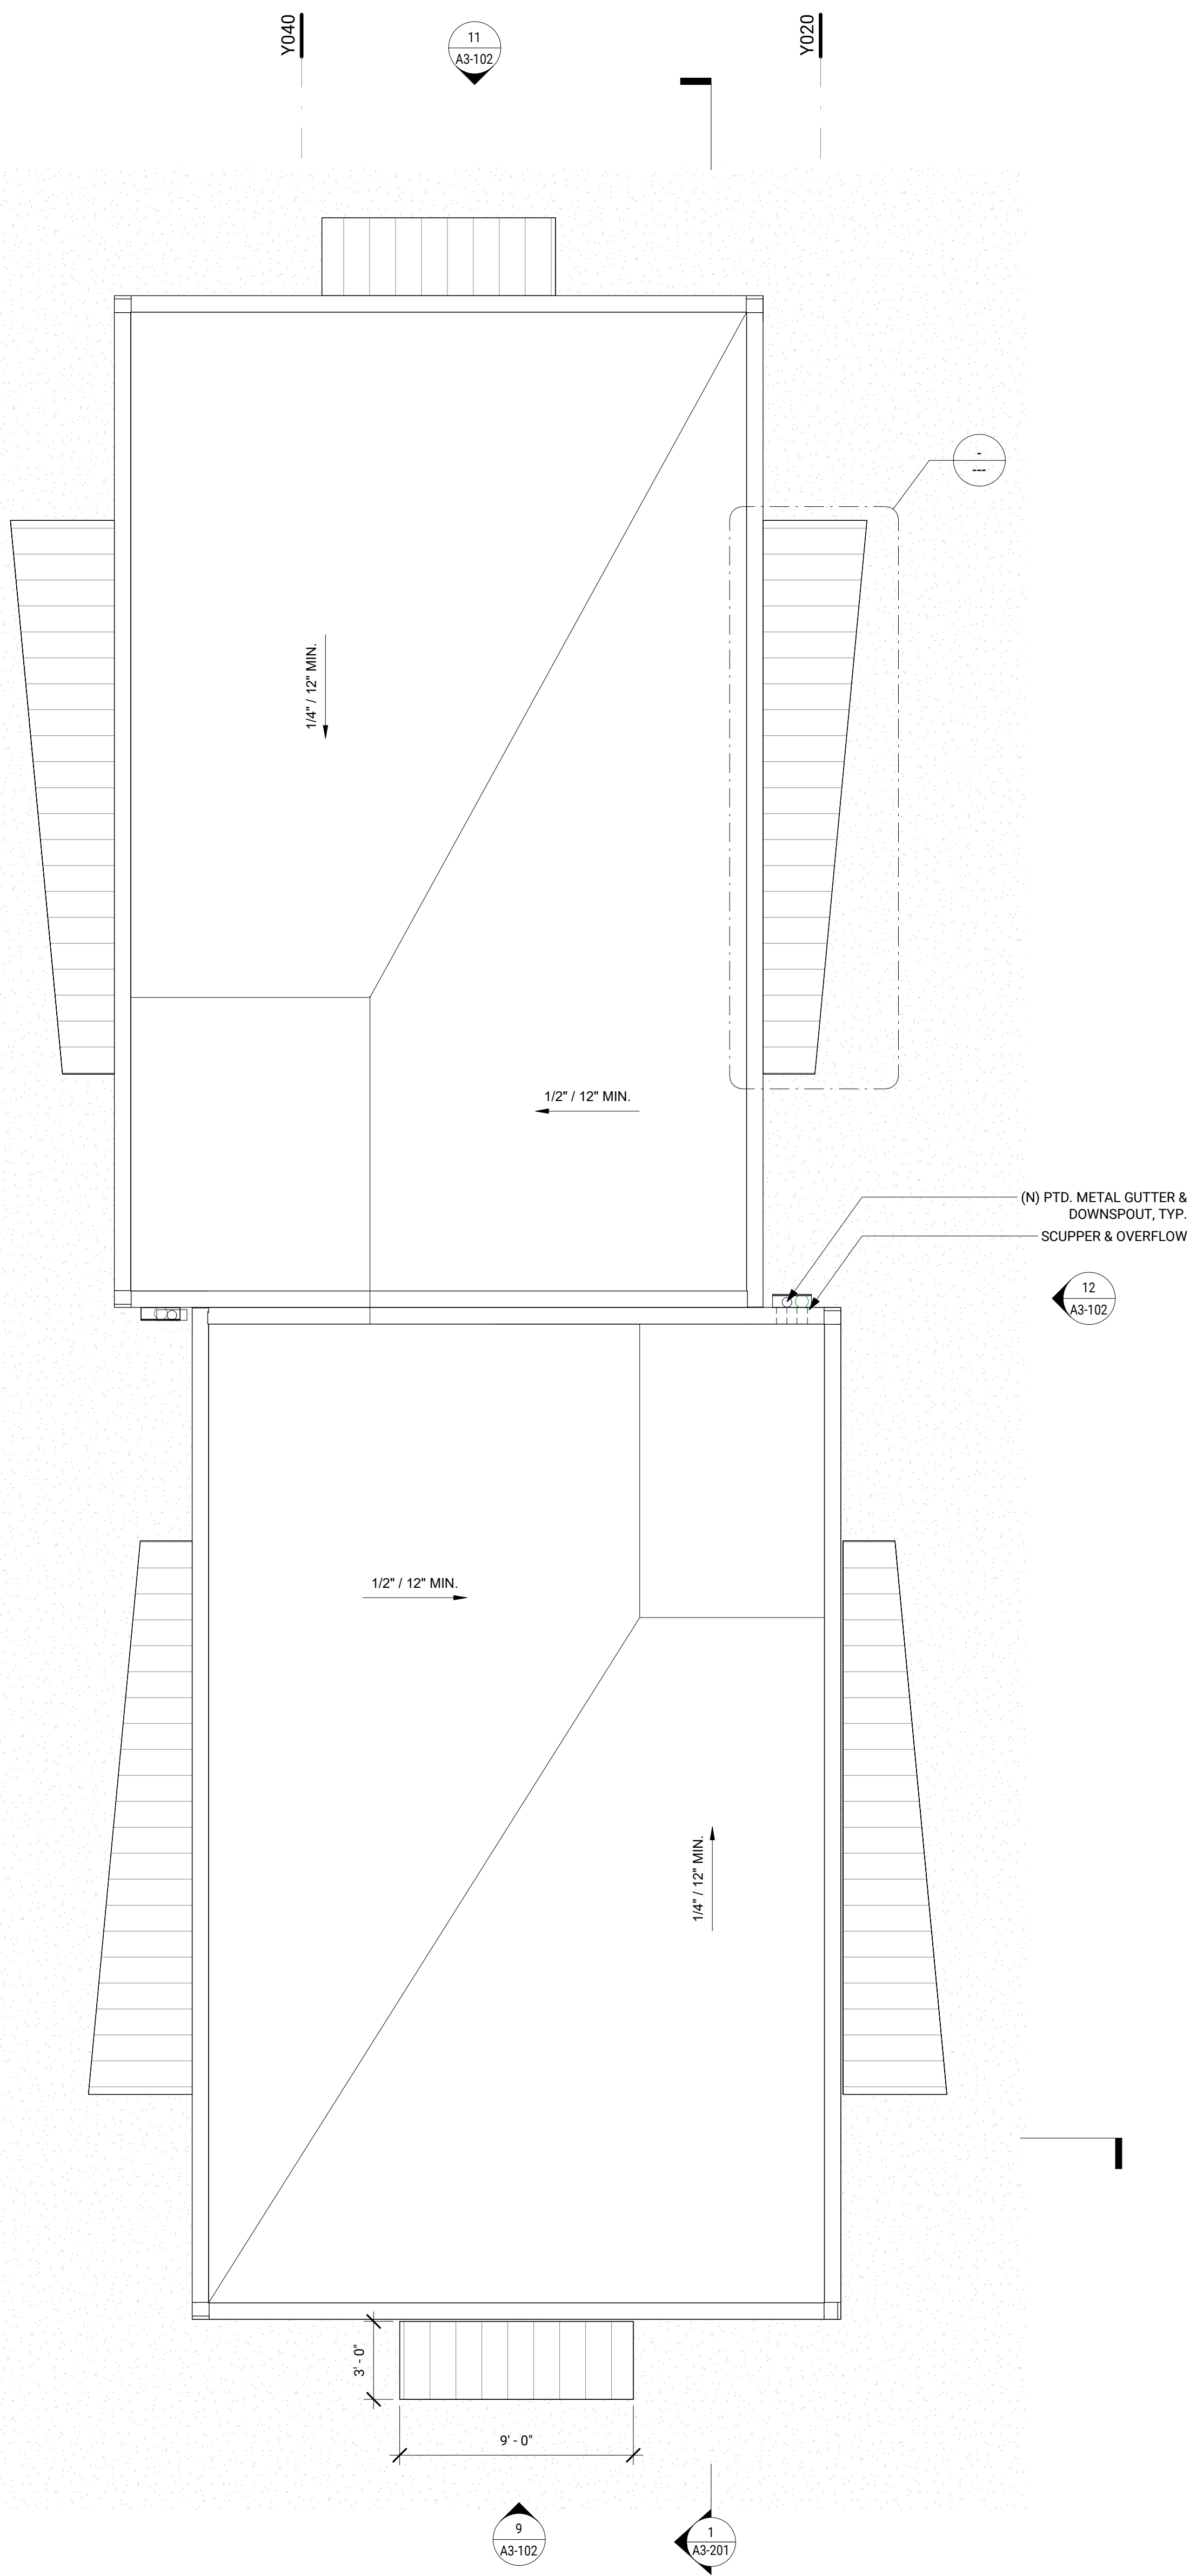 Y040
11
A3-102
Y020
-
---
1/4" / 12" MIN.
1/2" / 12" MIN.
(N) PTD. METAL GUTTER &
DOWNSPOUT, TYP.
SCUPPER & OVERFLOW
12
A3-102
1/2" / 12" MIN.
1/4" / 12" MIN.
3' - 0"
9' - 0"
9
A3-102
1
A3-201